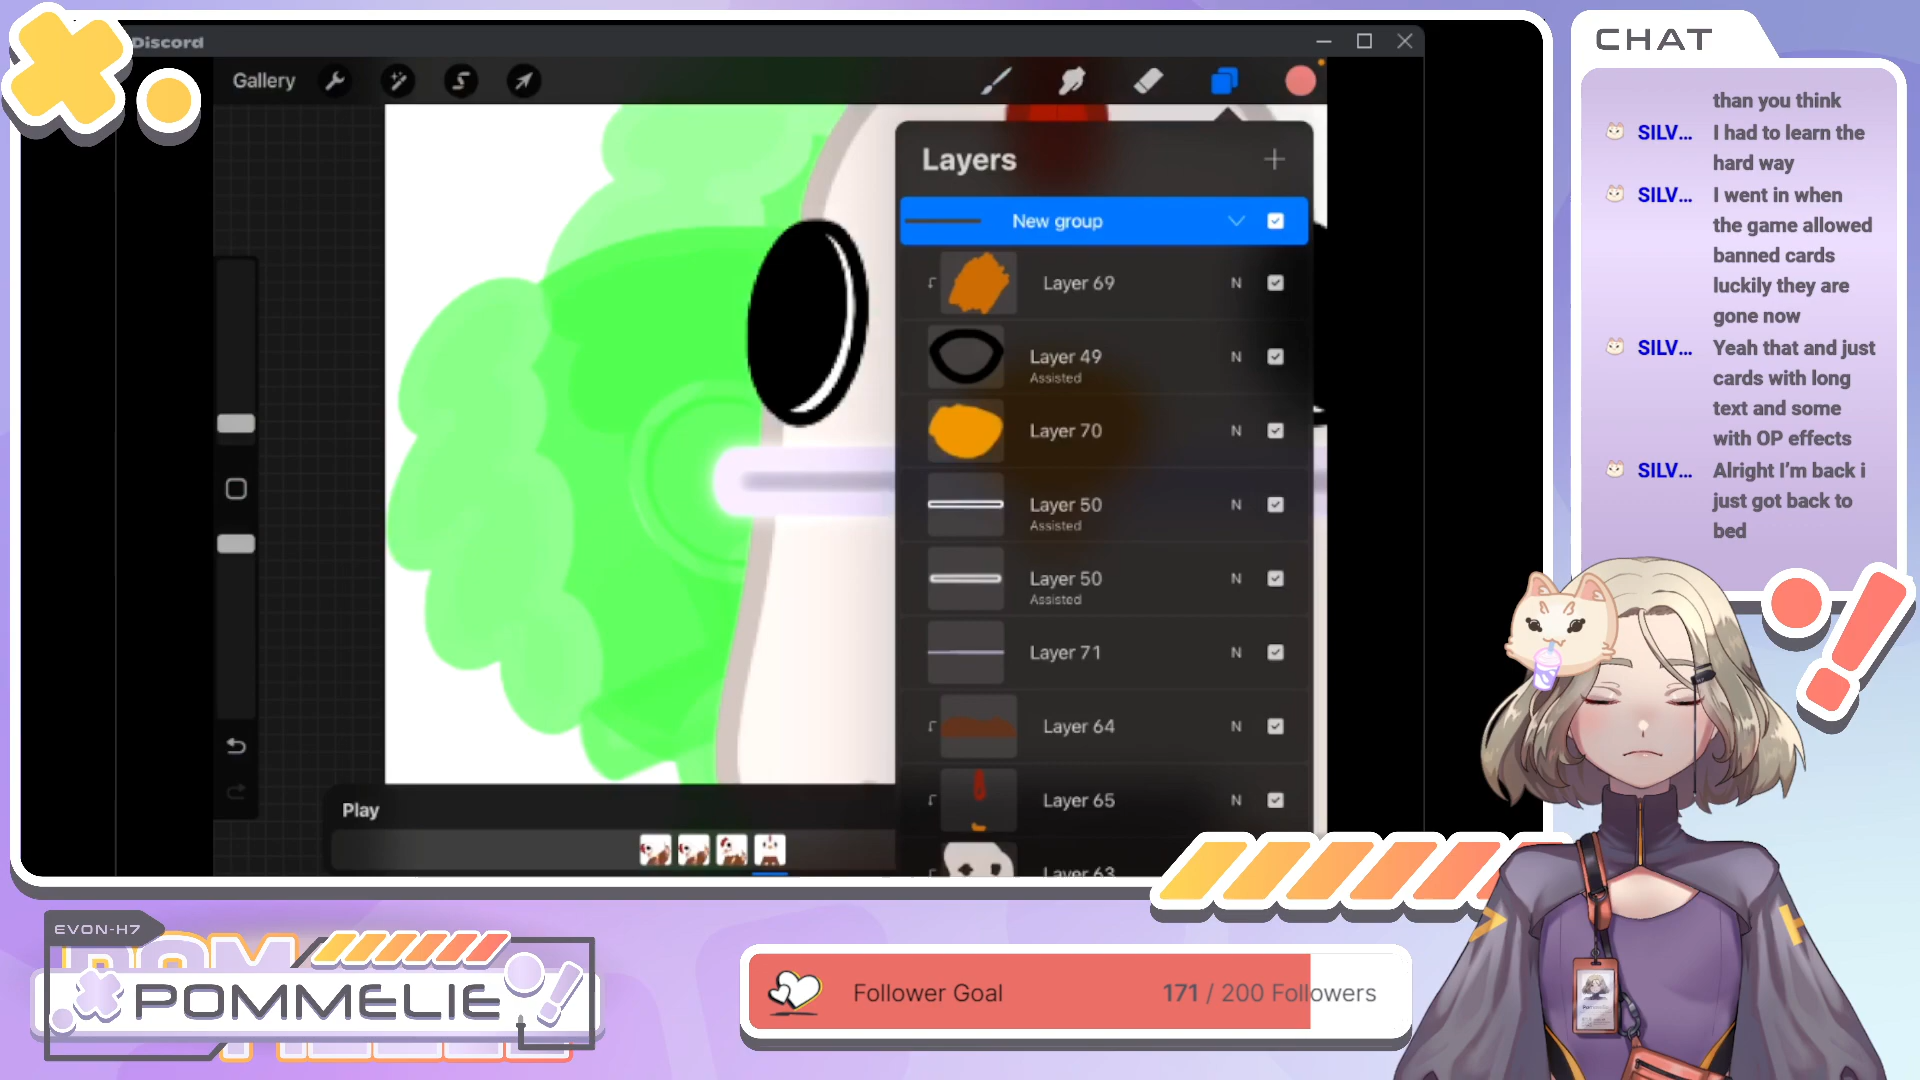 Discord
Gallery
Layers
New group
Layer 69
N
Layer 49
Assisted
N
Layer 70
N
Layer 50
Assisted
N
Layer 50
Assisted
N
Layer 71
N
Layer 64
N
Layer 65
N
Layer 63
Play
CHAT
than you think
SILV... I had to learn the
hard way
SILV... I went in when
the game allowed
banned cards
luckily they are
gone now
SILV... Yeah that and just
cards with long
text and some
with OP effects
SILV... Alright I'm back i
just got back to
bed
EVON-H7
POMMELIE
Follower Goal
171 / 200 Followers